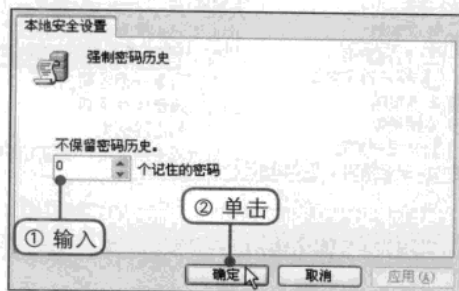 本地安全设置
强制密码历史
不保留密码历史。
0 个记住的密码
① 输入
② 单击
确定 取消 应用(A)